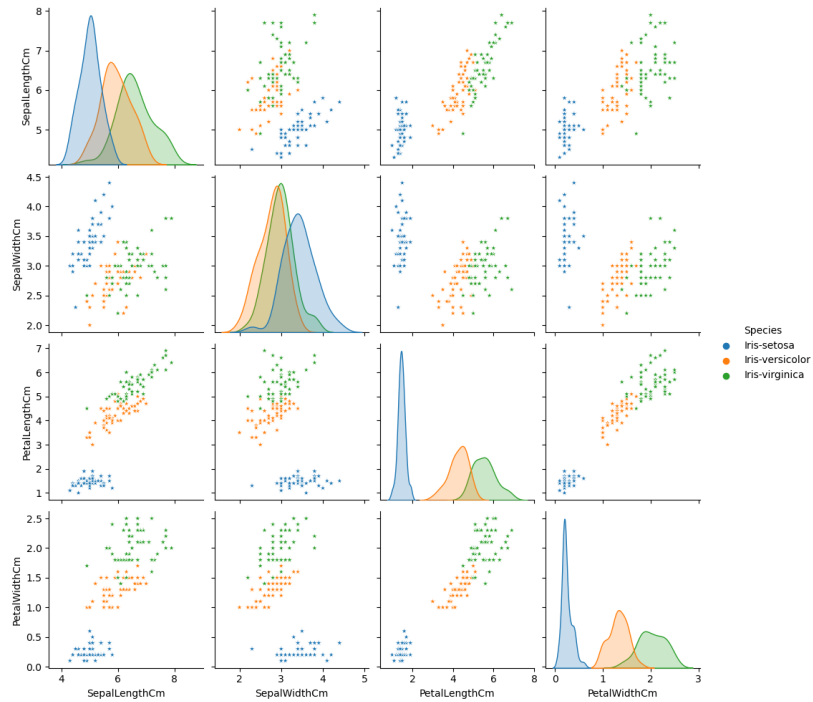 8
7
6
5
SepalLengthCm
4.5
4.0
3.5
3.0
2.5
2.0
SepalWidthCm
Species
Iris-setosa
Iris-versicolor
Iris-virginica
7
6
5
4
3
2
1
PetalLengthCm
2.5
2.0
1.5
1.0
0.5
0.0
PetalWidthCm
4 6 8 2 3 4 5 2 4 6 8 0 1 2 3
SepalLengthCm SepalWidthCm PetalLengthCm PetalWidthCm